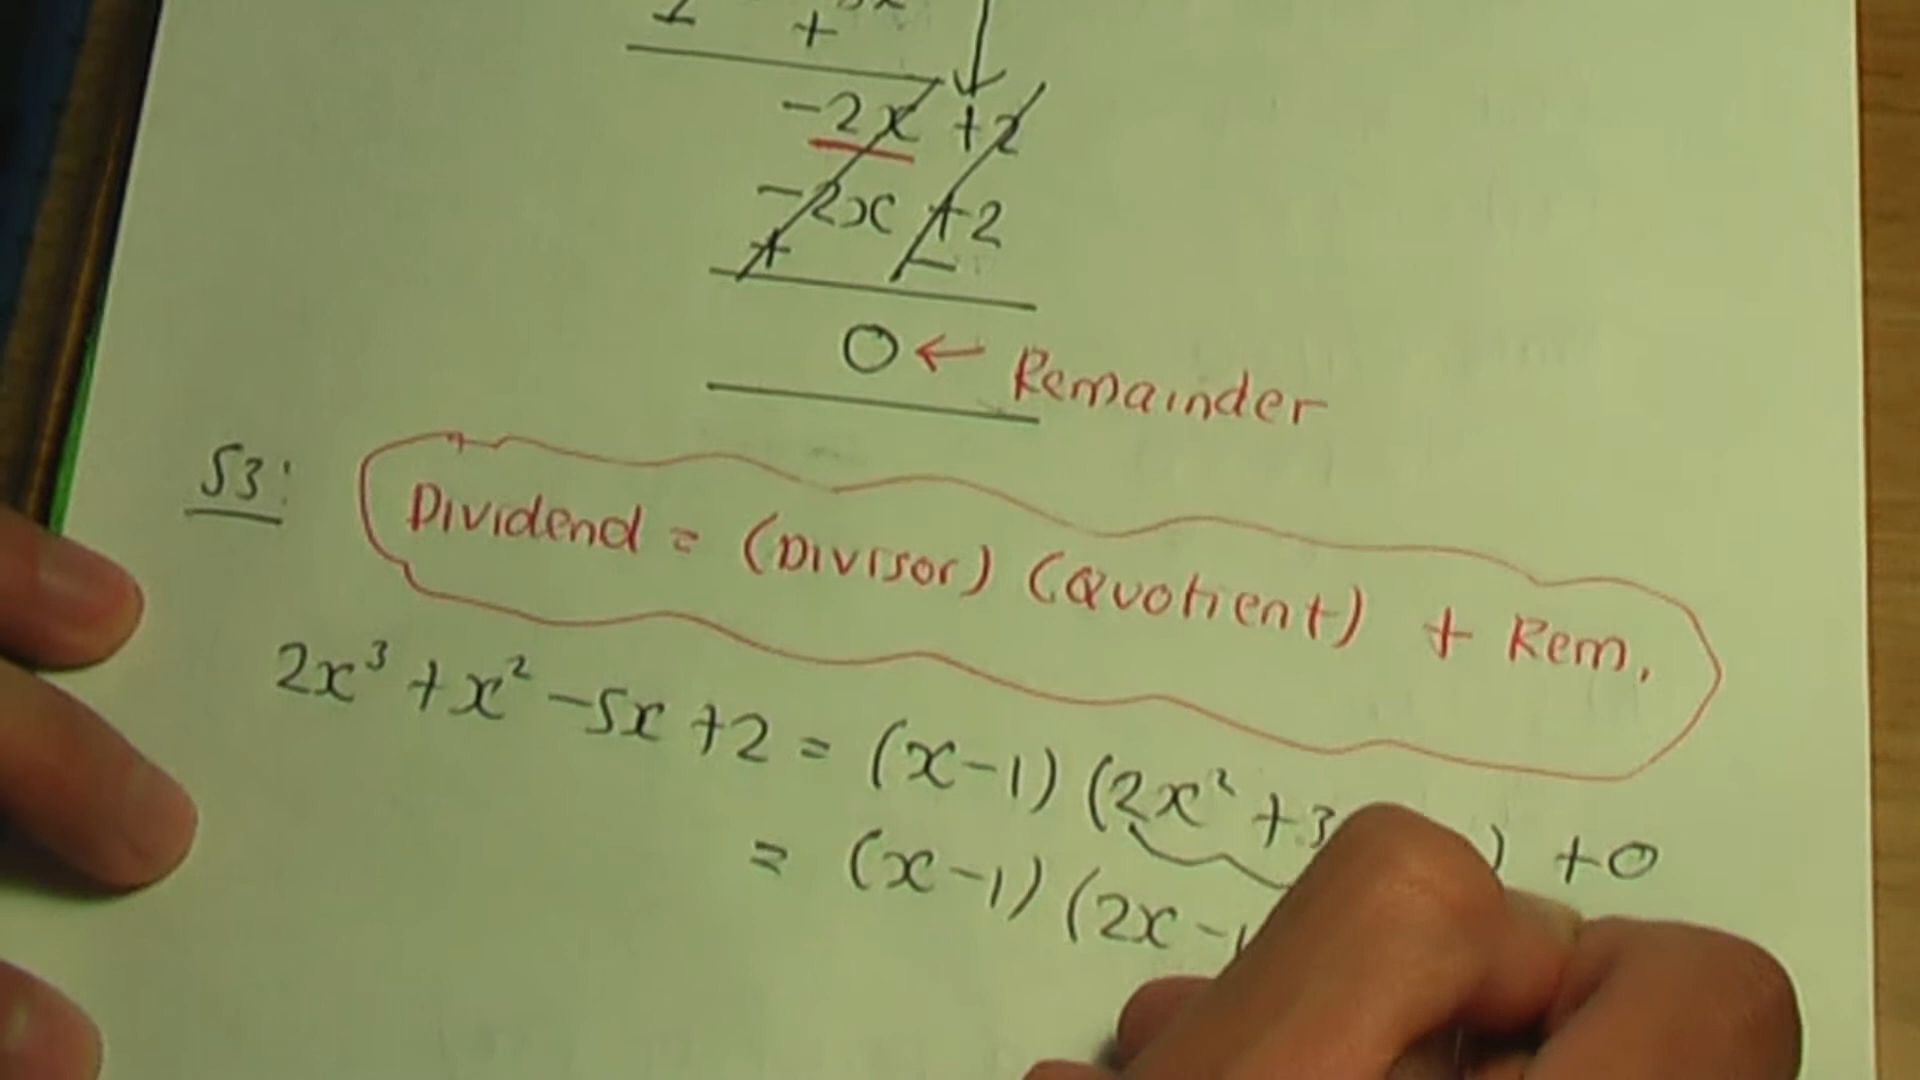 +
-2x +2
-2x +2
+ -
0 ← Remainder
S3:
Dividend = (Divisor) (Quotient) + Rem.
2x³ + x² - 5x + 2 = (x-1) (2x² + 3 ) + 0
= (x-1) (2x - 1